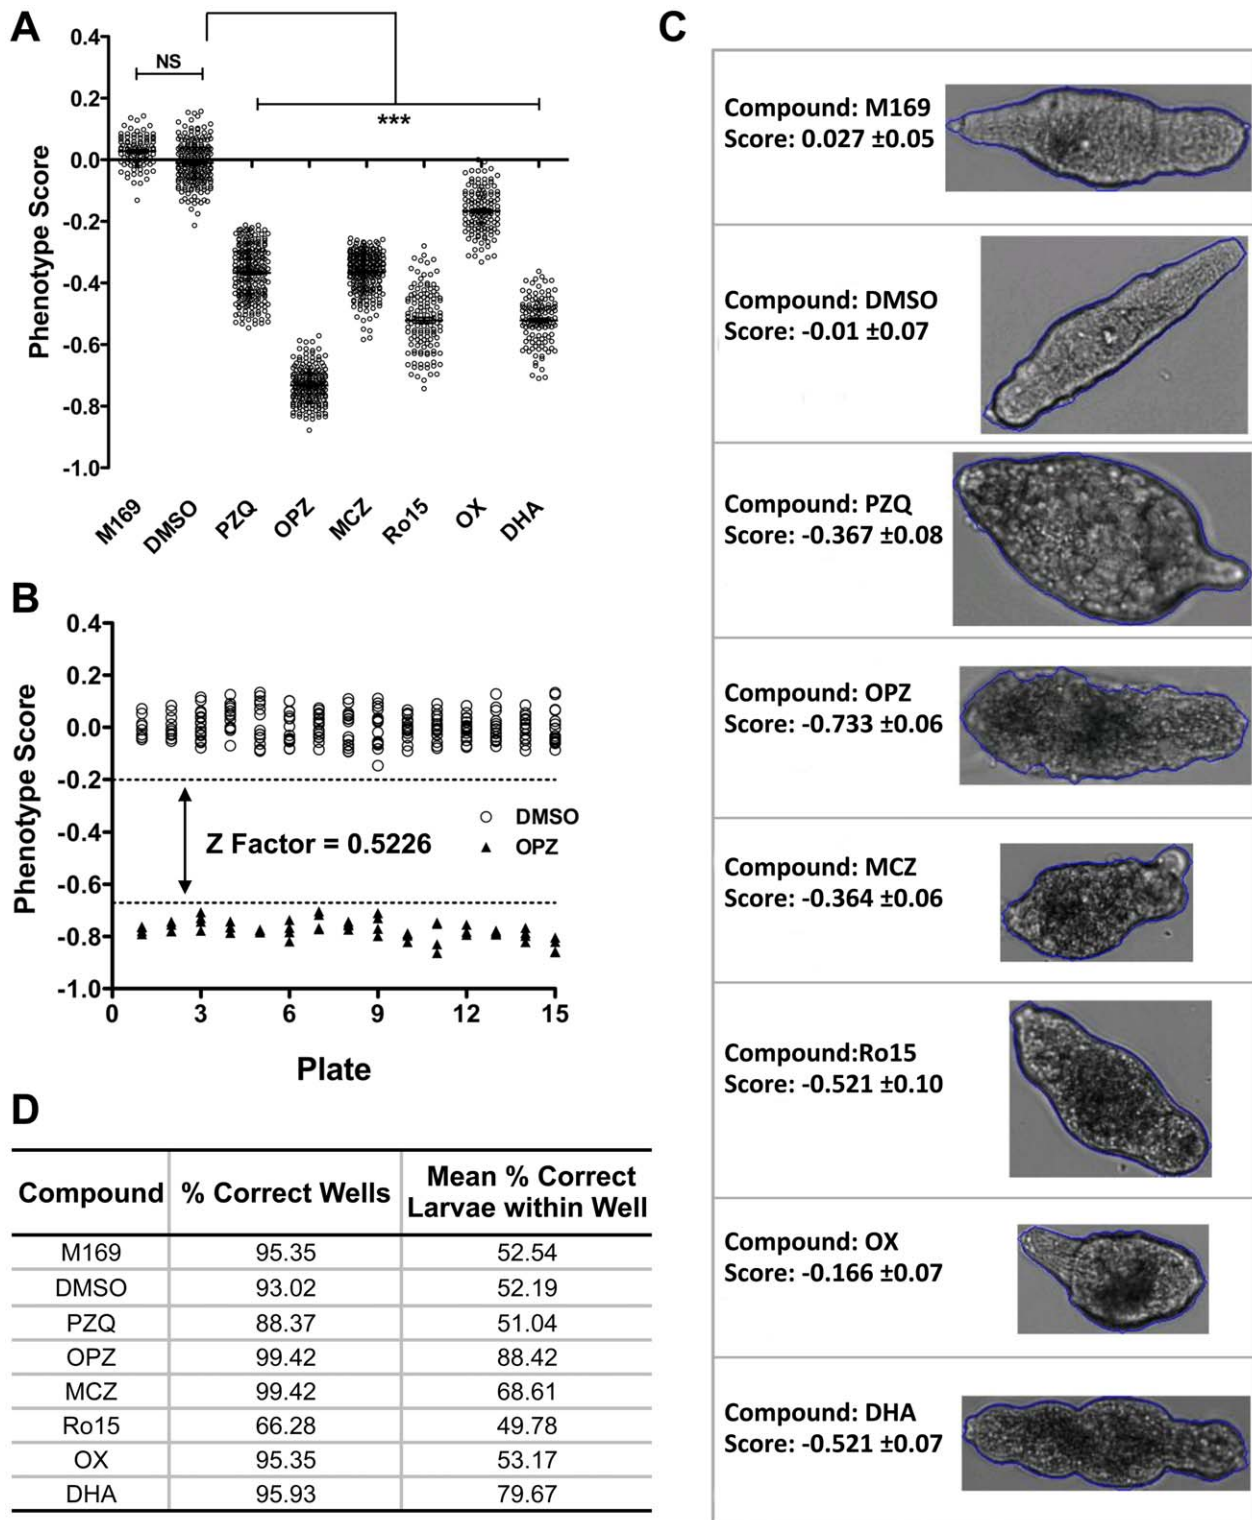 A
0.4
0.2
0.0
-0.2
-0.4
-0.6
-0.8
-1.0
Phenotype Score
NS
***
M169
DMSO
PZQ
OPZ
MCZ
Ro15
OX
DHA
B
0.4
0.2
0.0
-0.2
-0.4
-0.6
-0.8
-1.0
Phenotype Score
Z Factor = 0.5226
DMSO
OPZ
0
3
6
9
12
15
Plate
C
Compound: M169
Score: 0.027 ±0.05
Compound: DMSO
Score: -0.01 ±0.07
Compound: PZQ
Score: -0.367 ±0.08
Compound: OPZ
Score: -0.733 ±0.06
Compound: MCZ
Score: -0.364 ±0.06
Compound:Ro15
Score: -0.521 ±0.10
Compound: OX
Score: -0.166 ±0.07
Compound: DHA
Score: -0.521 ±0.07
D
Compound % Correct Wells Mean % Correct
Larvae within Well
M169 95.35 52.54
DMSO 93.02 52.19
PZQ 88.37 51.04
OPZ 99.42 88.42
MCZ 99.42 68.61
Ro15 66.28 49.78
OX 95.35 53.17
DHA 95.93 79.67